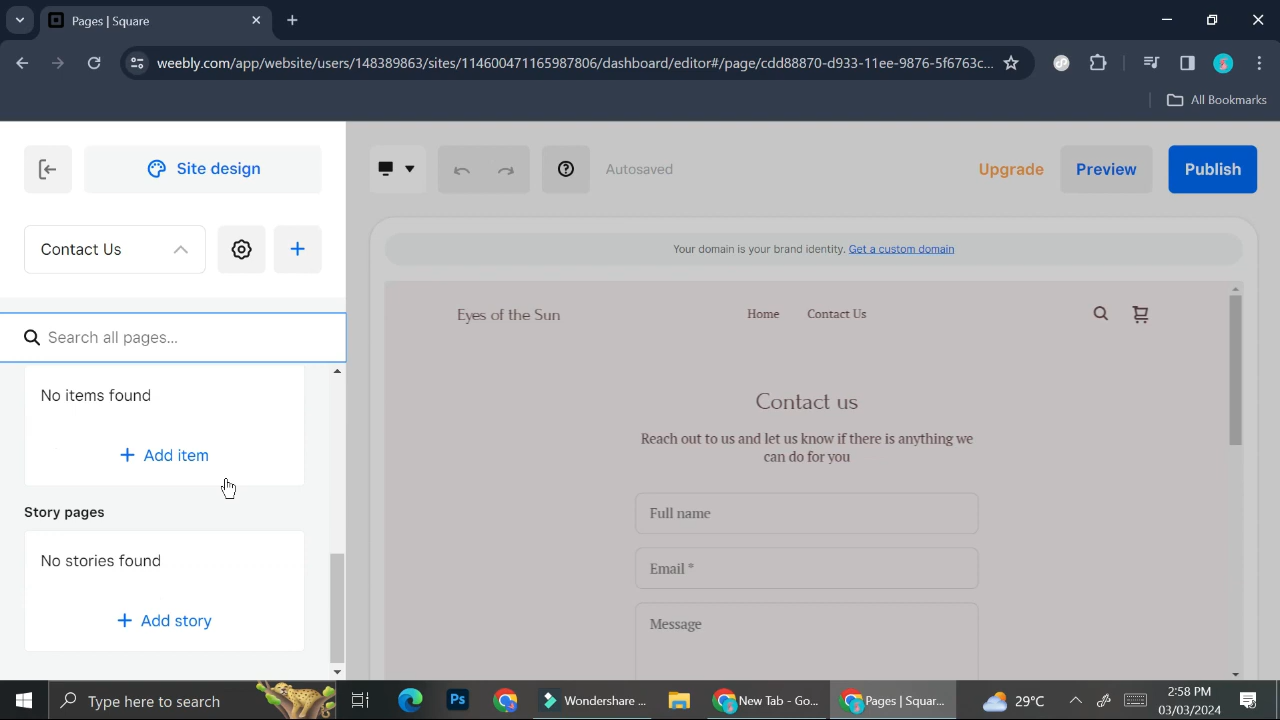 Pages | Square
weebly.com/app/website/users/148389863/sites/114600471165987806/dashboard/editor#/page/cdd88870-d933-11ee-9876-5f6763c...
All Bookmarks
Site design
Autosaved
Upgrade
Preview
Publish
Contact Us
Your domain is your brand identity. Get a custom domain
Eyes of the Sun
Home
Contact Us
Search all pages...
No items found
Add item
Contact us
Reach out to us and let us know if there is anything we
can do for you
Story pages
Full name
No stories found
Email *
Add story
Message
Type here to search
Ps
Wondershare ...
New Tab - Go...
Pages | Squar...
29°C
2:58 PM
03/03/2024